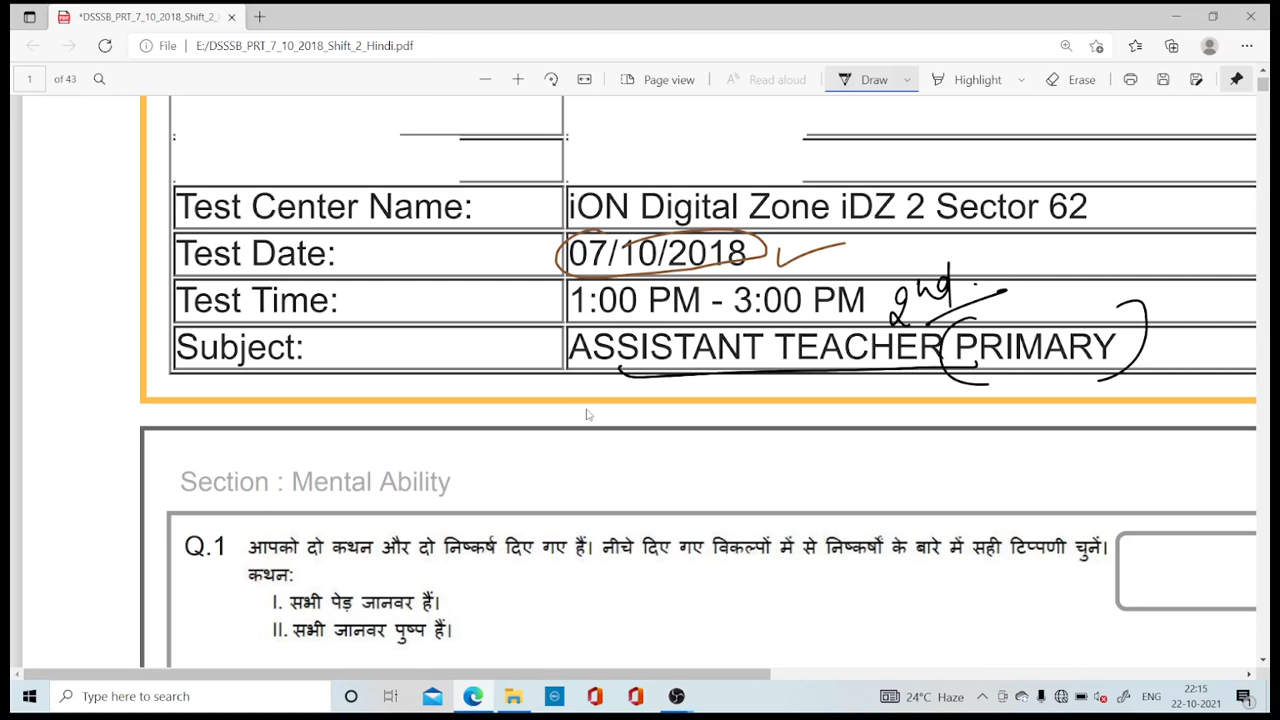 *DSSSB_PRT_7_10_2018_Shift_2_
File E:/DSSSB_PRT_7_10_2018_Shift_2_Hindi.pdf
1 of 43 Page view Read aloud Draw Highlight Erase
Test Center Name: iON Digital Zone iDZ 2 Sector 62
Test Date: 07/10/2018
Test Time: 1:00 PM - 3:00 PM 2nd
Subject: ASSISTANT TEACHER PRIMARY
Section : Mental Ability
Q.1 आपको दो कथन और दो निष्कर्ष दिए गए हैं। नीचे दिए गए विकल्पों में से निष्कर्षों के बारे में सही टिप्पणी चुनें।
कथन:
I. सभी पेड़ जानवर हैं।
II. सभी जानवर पुष्प हैं।
Type here to search 24°C Haze ENG 22:15
22-10-2021